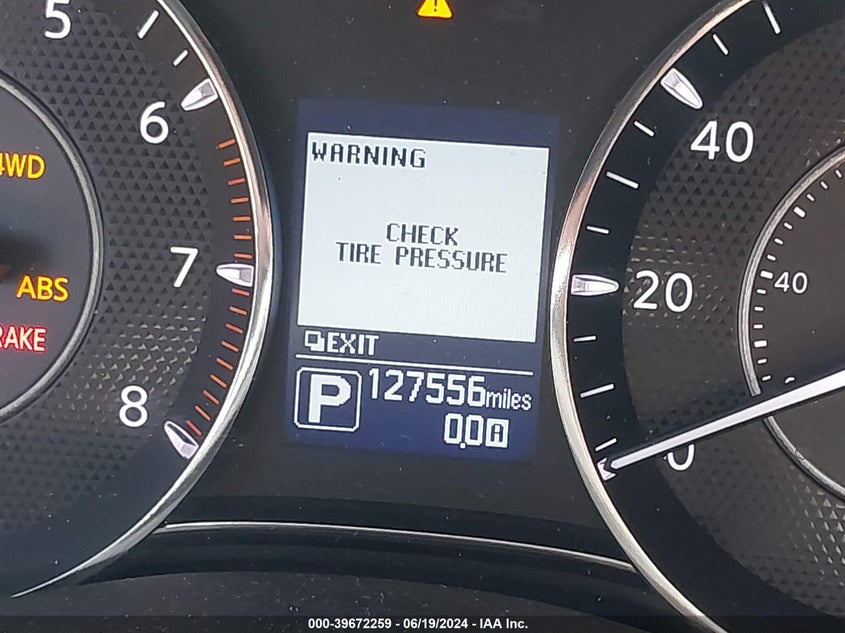 5
6
7
8
4WD
ABS
RAKE
WARNING
CHECK
TIRE PRESSURE
EXIT
P
127556miles
0.0 A
40
20
0
40
000-39672259 - 06/19/2024 - IAA Inc.